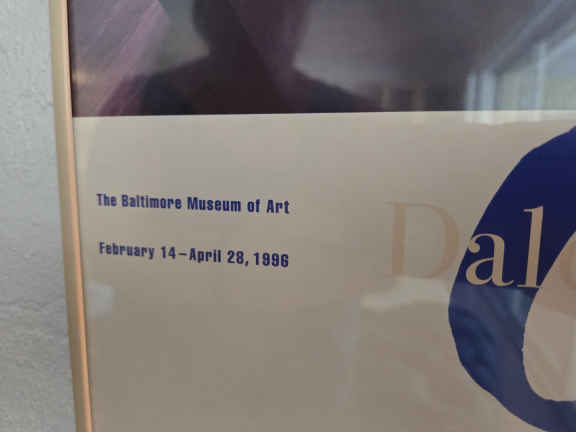 The Baltimore Museum of Art
February 14–April 28, 1996
Dal